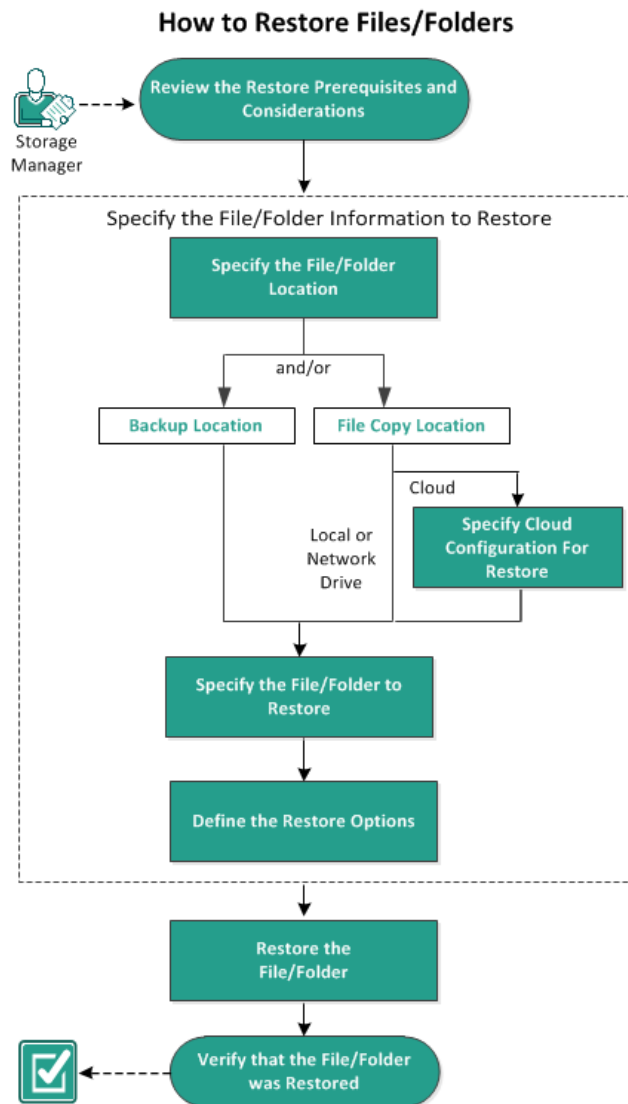 How to Restore Files/Folders
Review the Restore Prerequisites and
Considerations
Storage
Manager
Specify the File/Folder Information to Restore
Specify the File/Folder
Location
and/or
Backup Location
File Copy Location
Cloud
Specify Cloud
Configuration For
Restore
Local or
Network
Drive
Specify the File/Folder to
Restore
Define the Restore Options
Restore the
File/Folder
Verify that the File/Folder
was Restored